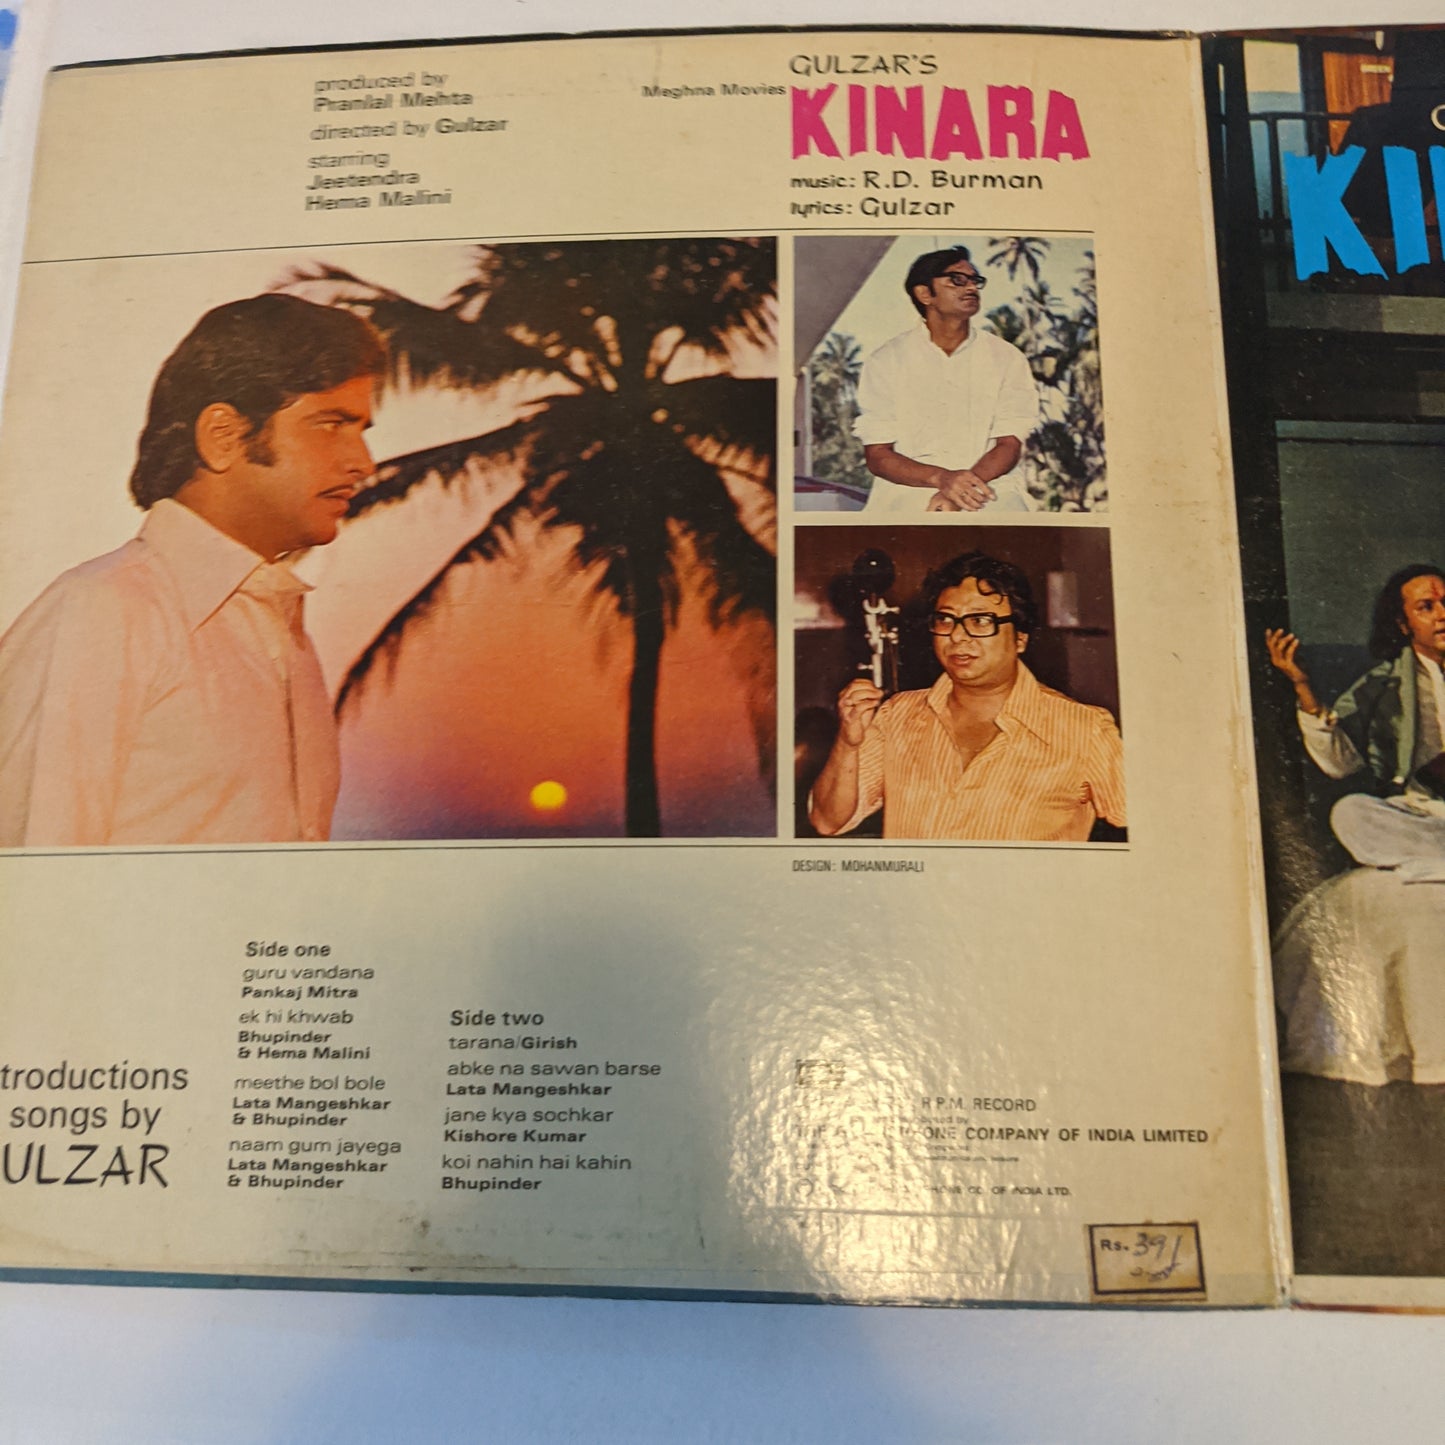 produced by
Pranlal Mehta
directed by Gulzar
starring
Jeetendra
Hema Malini
GULZAR'S
Meghna Movies
KINARA
music: R.D. Burman
lyrics: Gulzar
KI
DESIGN: MOHANMURALI
troductions
songs by
ULZAR
Side one
guru vandana
Pankaj Mitra
ek hi khwab
Bhupinder
& Hema Malini
meethe bol bole
Lata Mangeshkar
& Bhupinder
naam gum jayega
Lata Mangeshkar
& Bhupinder
Side two
tarana/Girish
abke na sawan barse
Lata Mangeshkar
jane kya sochkar
Kishore Kumar
koi nahin hai kahin
Bhupinder
R.P.M. RECORD
COMPANY OF INDIA LIMITED
CO. OF INDIA LTD.
Rs. 39/